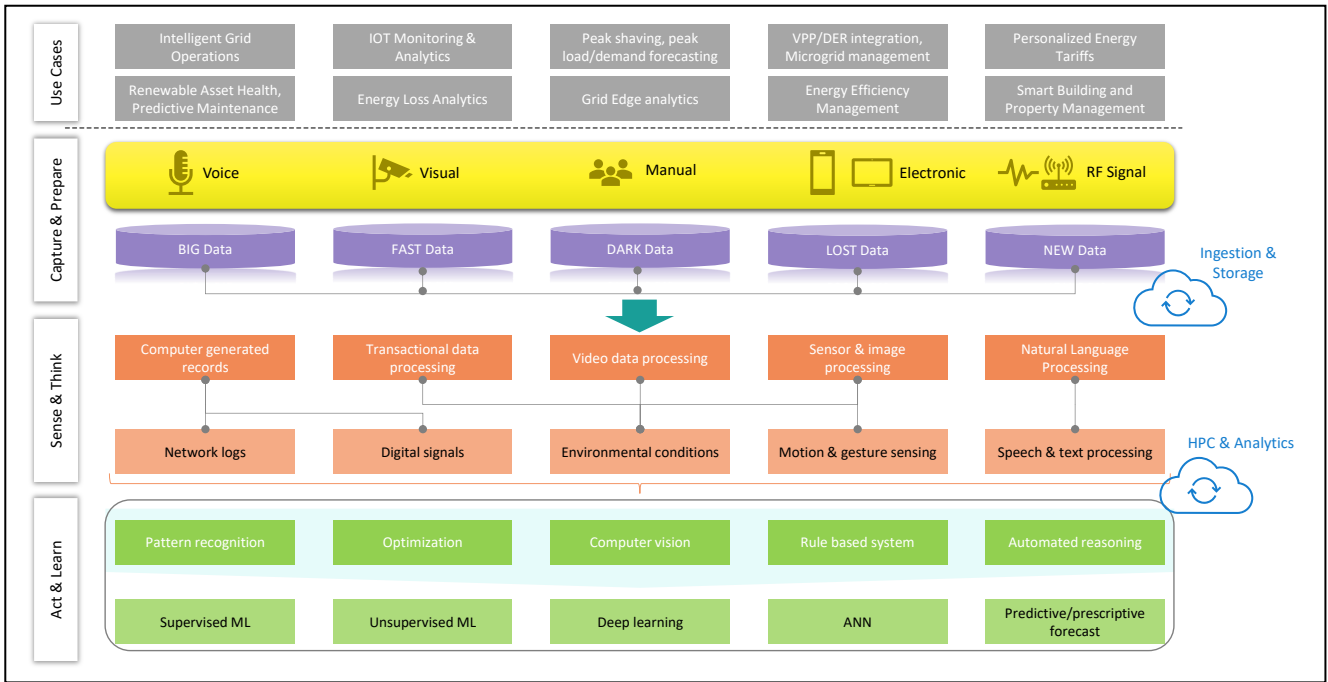 Use Cases
Intelligent Grid
Operations
IOT Monitoring &
Analytics
Peak shaving, peak
load/demand forecasting
VPP/DER integration,
Microgrid management
Personalized Energy
Tariffs
Renewable Asset Health,
Predictive Maintenance
Energy Loss Analytics
Grid Edge analytics
Energy Efficiency
Management
Smart Building and
Property Management
Capture & Prepare
Voice
Visual
Manual
Electronic
RF Signal
BIG Data
FAST Data
DARK Data
LOST Data
NEW Data
Ingestion &
Storage
Sense & Think
Computer generated
records
Transactional data
processing
Video data processing
Sensor & image
processing
Natural Language
Processing
Network logs
Digital signals
Environmental conditions
Motion & gesture sensing
Speech & text processing
HPC & Analytics
Act & Learn
Pattern recognition
Optimization
Computer vision
Rule based system
Automated reasoning
Supervised ML
Unsupervised ML
Deep learning
ANN
Predictive/prescriptive
forecast